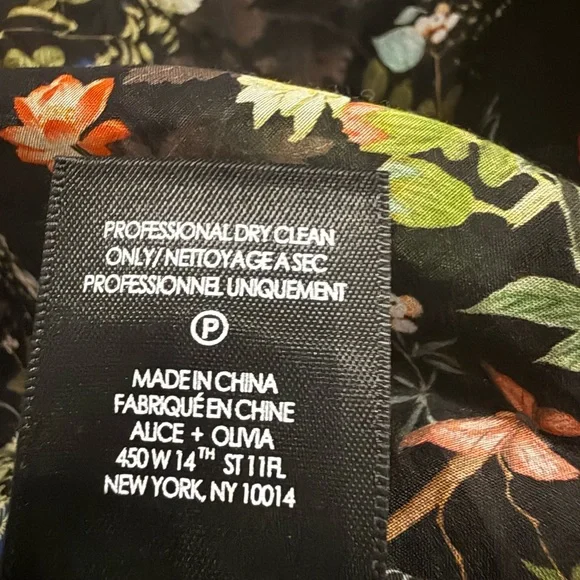 PROFESSIONAL DRY CLEAN
ONLY/ NETTOYAGE A SEC
PROFESSIONNEL UNIQUEMENT
P
MADE IN CHINA
FABRIQUÉ EN CHINE
ALICE + OLIVIA
450 W 14TH ST 11FL
NEW YORK, NY 10014